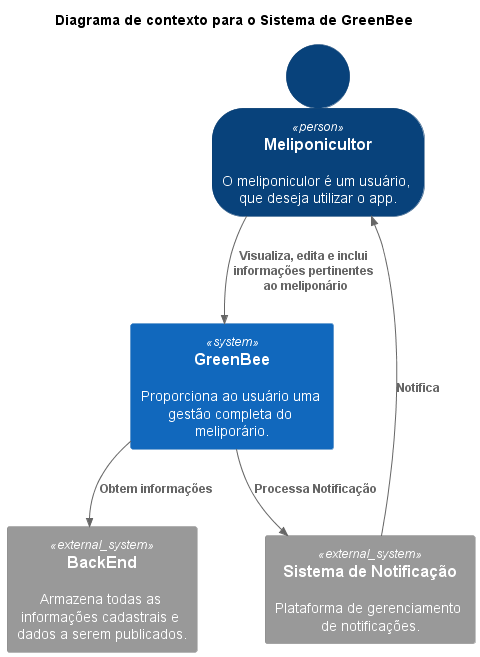 Diagrama de contexto para o Sistema de GreenBee
«person»
Meliponicultor
O meliponiculor é um usuário,
que deseja utilizar o app.
Visualiza, edita e inclui
informações pertinentes
ao meliponário
«system»
GreenBee
Proporciona ao usuário uma
gestão completa do
meliporário.
Notifica
Obtem informações
Processa Notificação
«external_system»
BackEnd
Armazena todas as
informações cadastrais e
dados a serem publicados.
«external_system»
Sistema de Notificação
Plataforma de gerenciamento
de notificações.